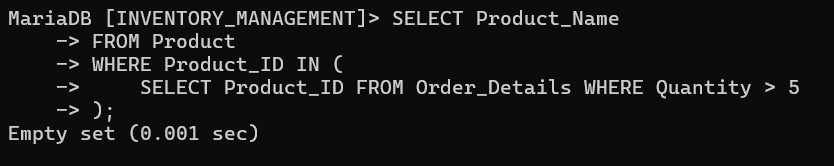 MariaDB [INVENTORY_MANAGEMENT]> SELECT Product_Name
    -> FROM Product
    -> WHERE Product_ID IN (
    ->     SELECT Product_ID FROM Order_Details WHERE Quantity > 5
    -> );
Empty set (0.001 sec)